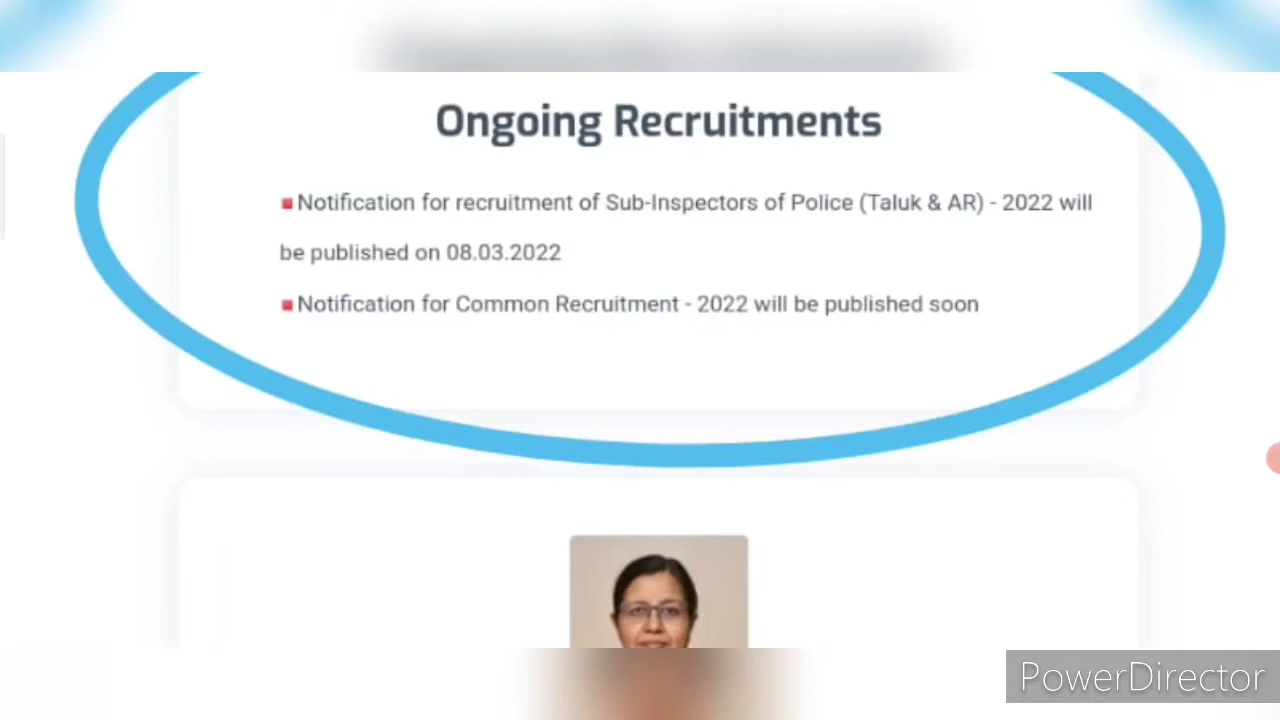 Ongoing Recruitments
Notification for recruitment of Sub-Inspectors of Police (Taluk & AR) - 2022 will
be published on 08.03.2022
Notification for Common Recruitment - 2022 will be published soon
PowerDirector